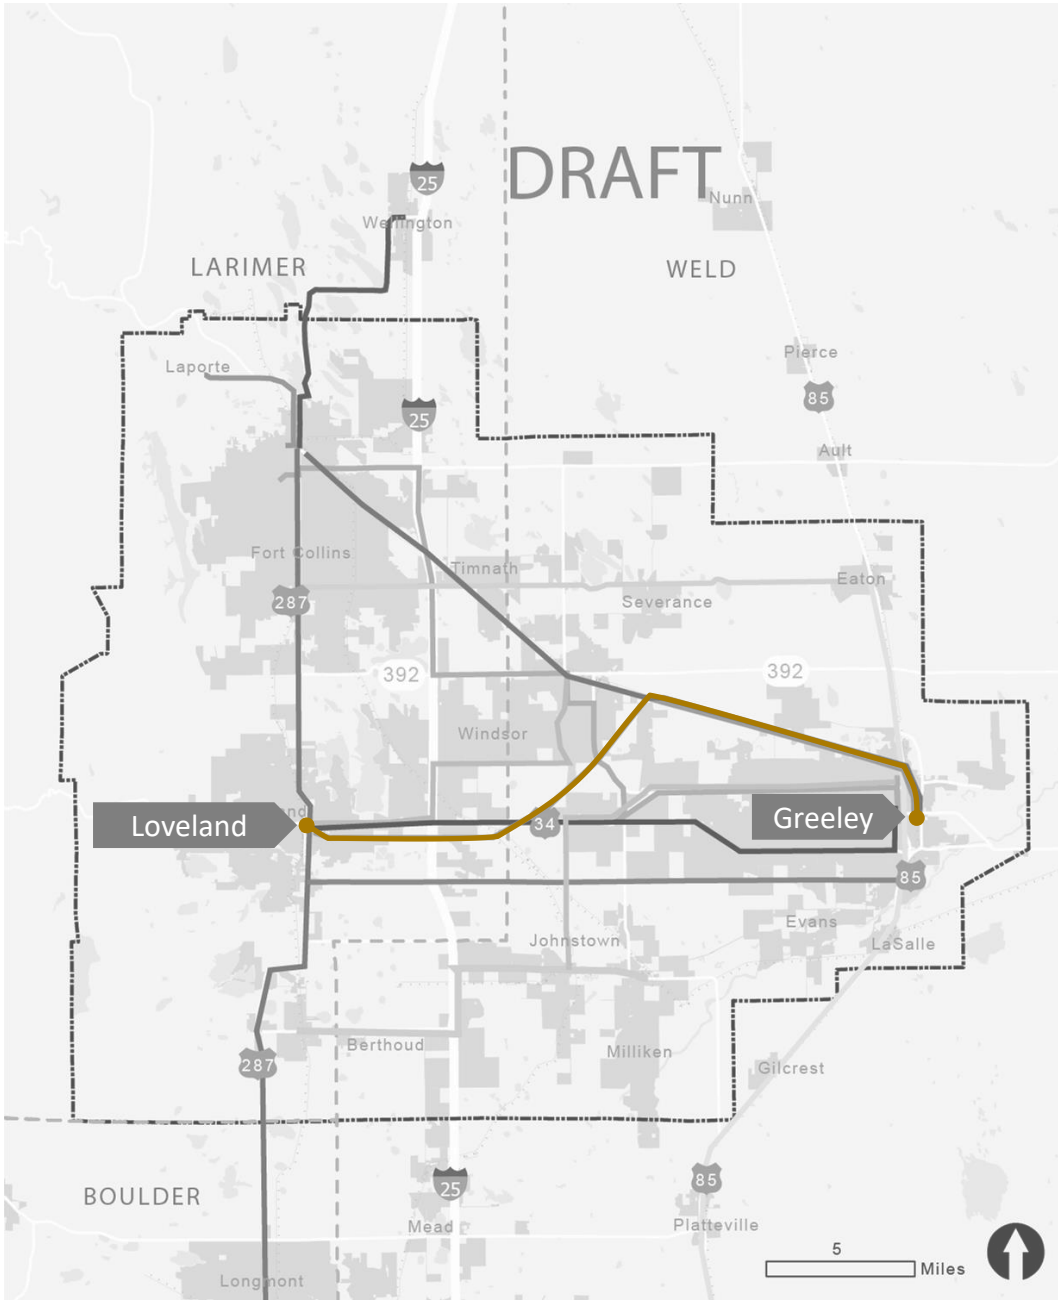 25
DRAFT
Nunn
Wellington
LARIMER
WELD
Pierce
Laporte
85
25
Ault
Fort Collins
Timnath
Eaton
287
Severance
392
392
Windsor
Loveland
34
Greeley
85
Evans
Johnstown
LaSalle
Berthoud
Milliken
287
Gilcrest
25
85
BOULDER
Mead
Platteville
5
Miles
Longmont